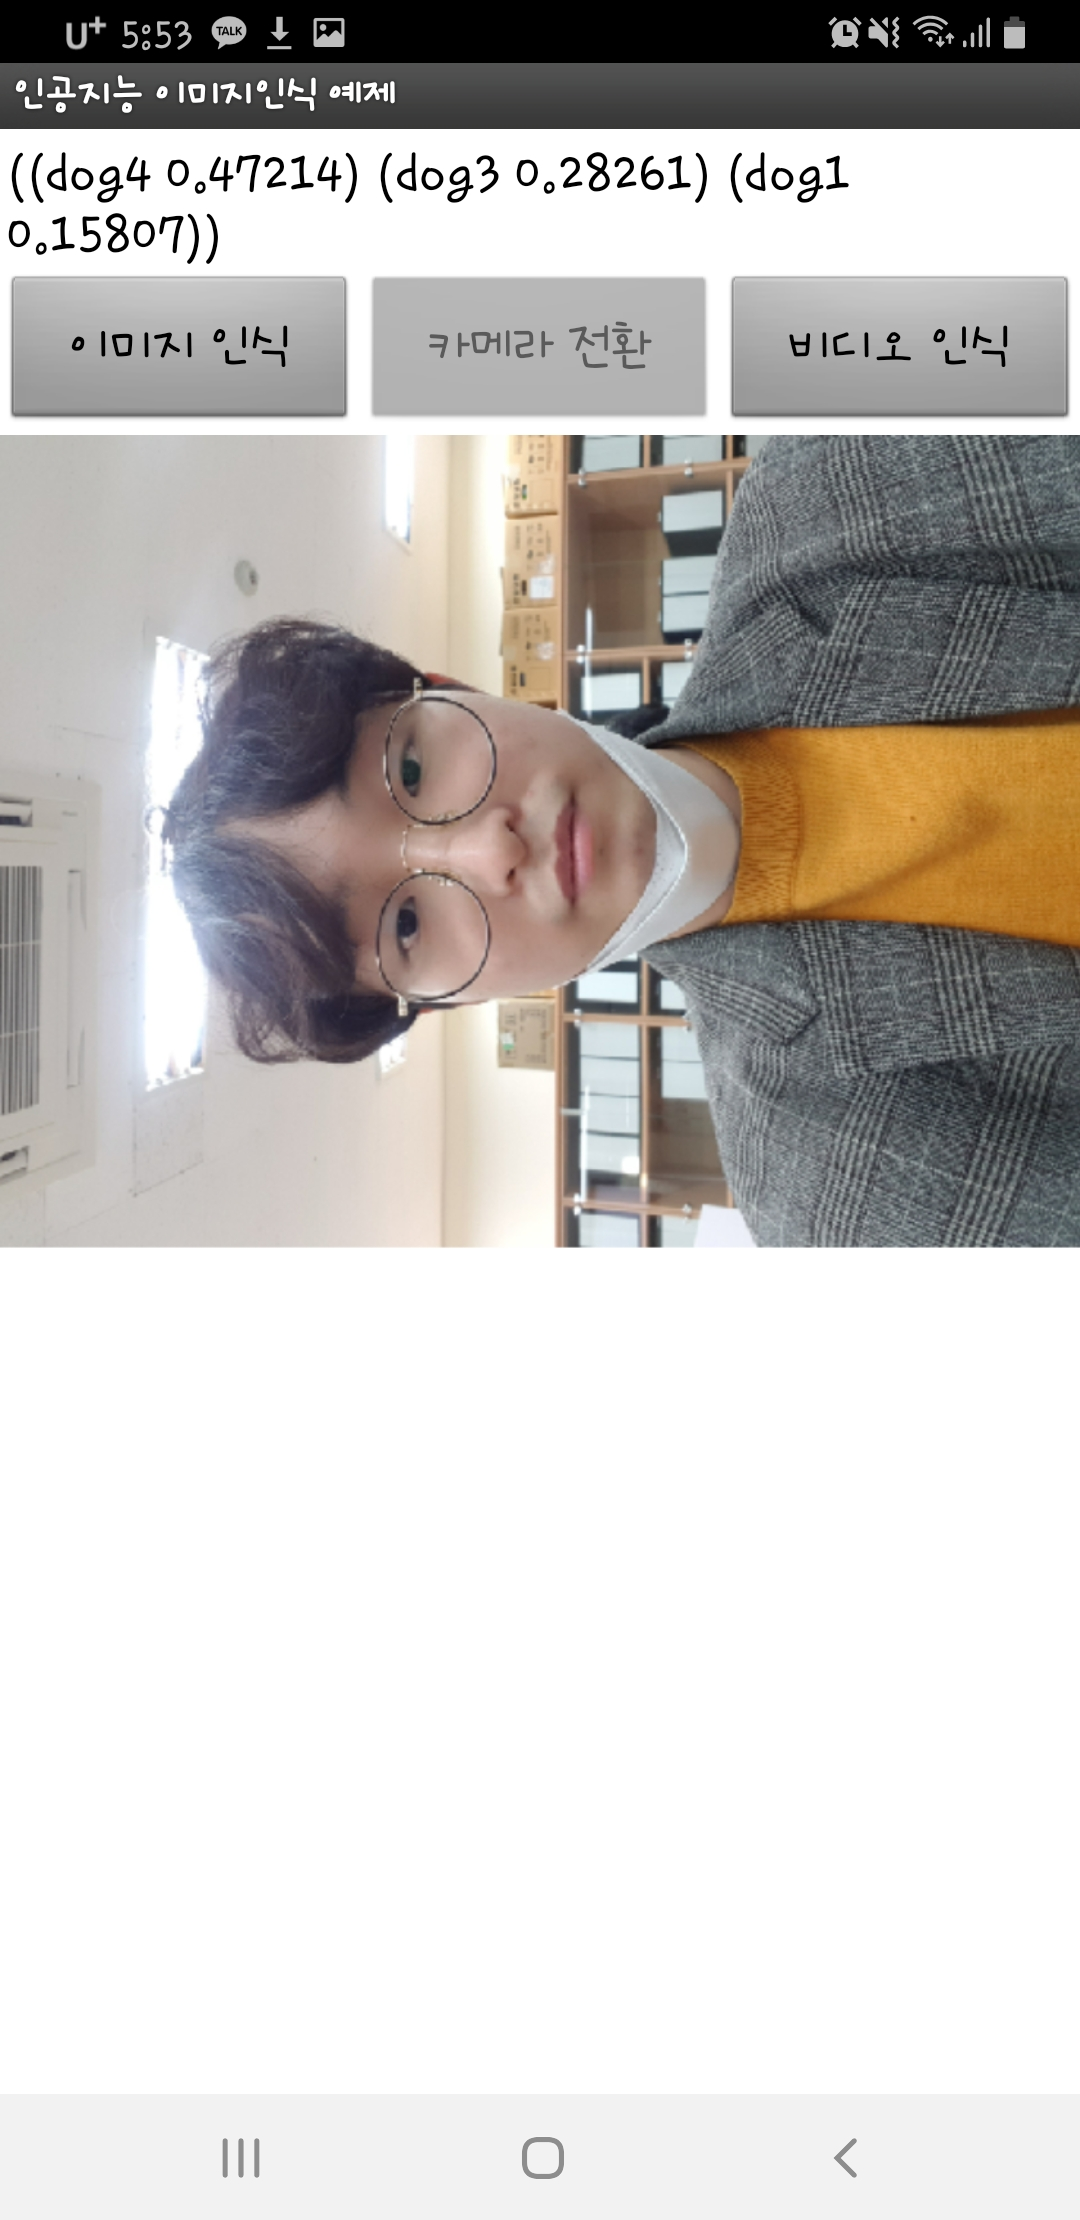 U+ 5:53 TALK
인공지능 이미지인식 예제
((dog4 0.47214) (dog3 0.28261) (dog1
0.15807))
이미지 인식 카메라 전환 비디오 인식